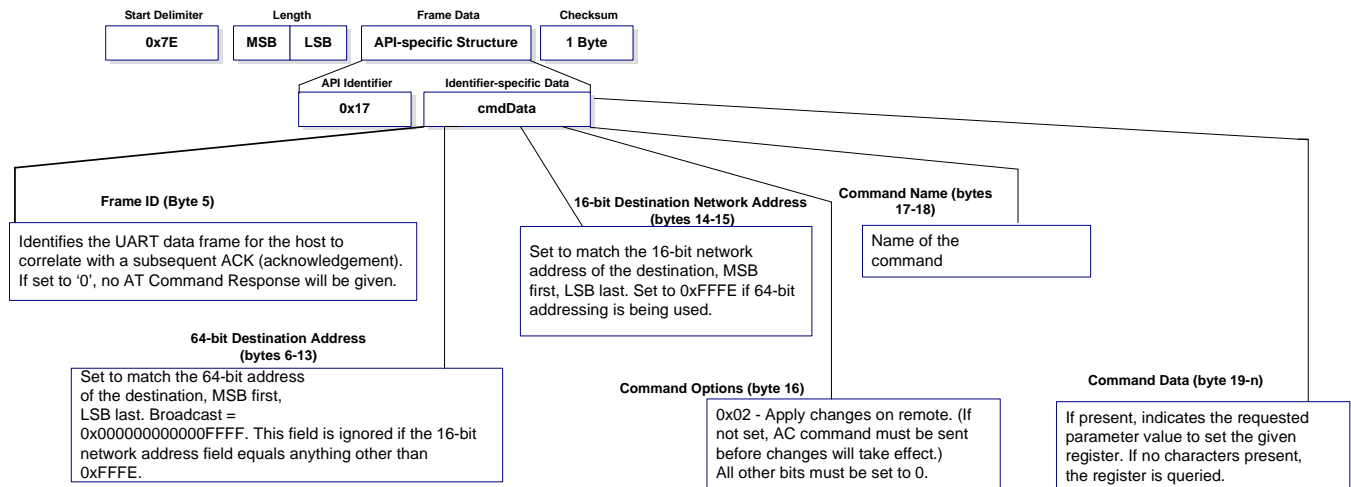 Start Delimiter Length Frame Data Checksum
0x7E MSB LSB API-specific Structure 1 Byte
API Identifier Identifier-specific Data
0x17 cmdData
Frame ID (Byte 5)
Identifies the UART data frame for the host to
correlate with a subsequent ACK (acknowledgement).
If set to ‘0’, no AT Command Response will be given.
64-bit Destination Address
(bytes 6-13)
Set to match the 64-bit address
of the destination, MSB first,
LSB last. Broadcast =
0x000000000000FFFF. This field is ignored if the 16-bit
network address field equals anything other than
0xFFFE.
16-bit Destination Network Address
(bytes 14-15)
Set to match the 16-bit network
address of the destination, MSB
first, LSB last. Set to 0xFFFE if 64-bit
addressing is being used.
Command Options (byte 16)
0x02 - Apply changes on remote. (If
not set, AC command must be sent
before changes will take effect.)
All other bits must be set to 0.
Command Name (bytes
17-18)
Name of the
command
Command Data (byte 19-n)
If present, indicates the requested
parameter value to set the given
register. If no characters present,
the register is queried.